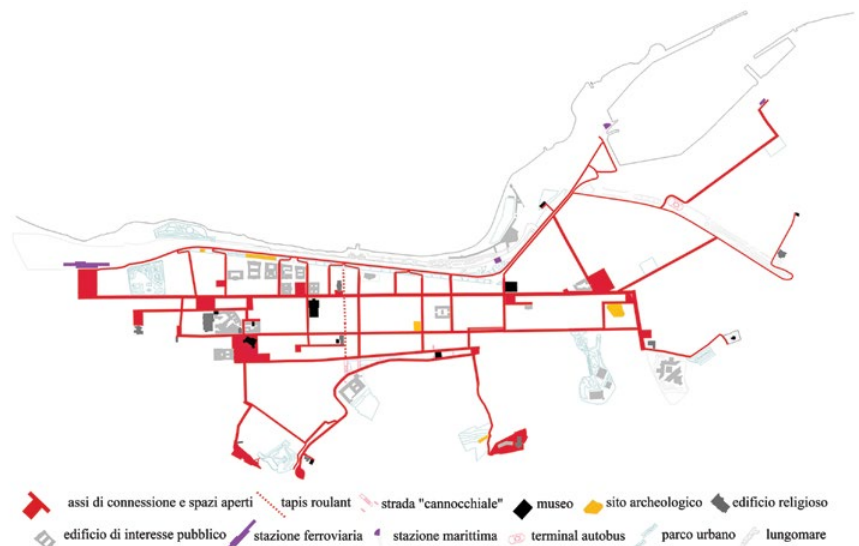 assi di connessione e spazi aperti tapis roulant strada "cannocchiale" museo sito archeologico edificio religioso
edificio di interesse pubblico stazione ferroviaria stazione marittima terminal autobus parco urbano lungomare